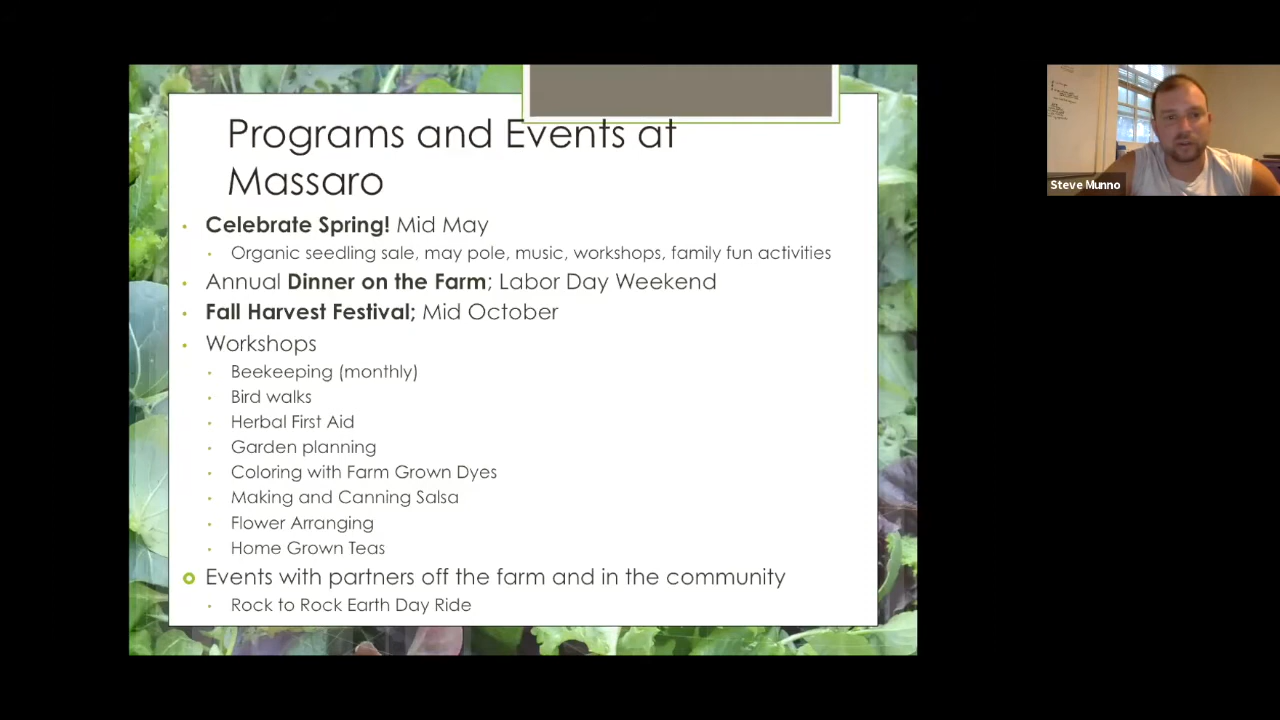 Programs and Events at
Massaro
Celebrate Spring! Mid May
Organic seedling sale, may pole, music, workshops, family fun activities
Annual Dinner on the Farm; Labor Day Weekend
Fall Harvest Festival; Mid October
Workshops
Beekeeping (monthly)
Bird walks
Herbal First Aid
Garden planning
Coloring with Farm Grown Dyes
Making and Canning Salsa
Flower Arranging
Home Grown Teas
Events with partners off the farm and in the community
Rock to Rock Earth Day Ride
Steve Munno